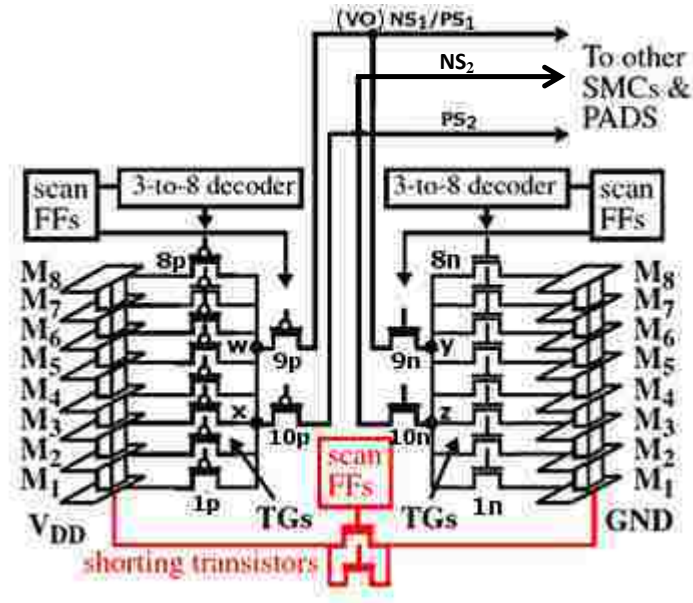 (VO) NS₁/PS₁
NS₂
PS₂
To other
SMCs &
PADS
scan
FFs
3-to-8 decoder
3-to-8 decoder
scan
FFs
8p
8n
M₈
M₇
M₆
M₅
M₄
M₃
M₂
M₁
w
9p
9n
y
x
10p
10n
z
M₈
M₇
M₆
M₅
M₄
M₃
M₂
M₁
scan
FFs
1p
TGs
TGs
1n
V_DD
GND
shorting transistors